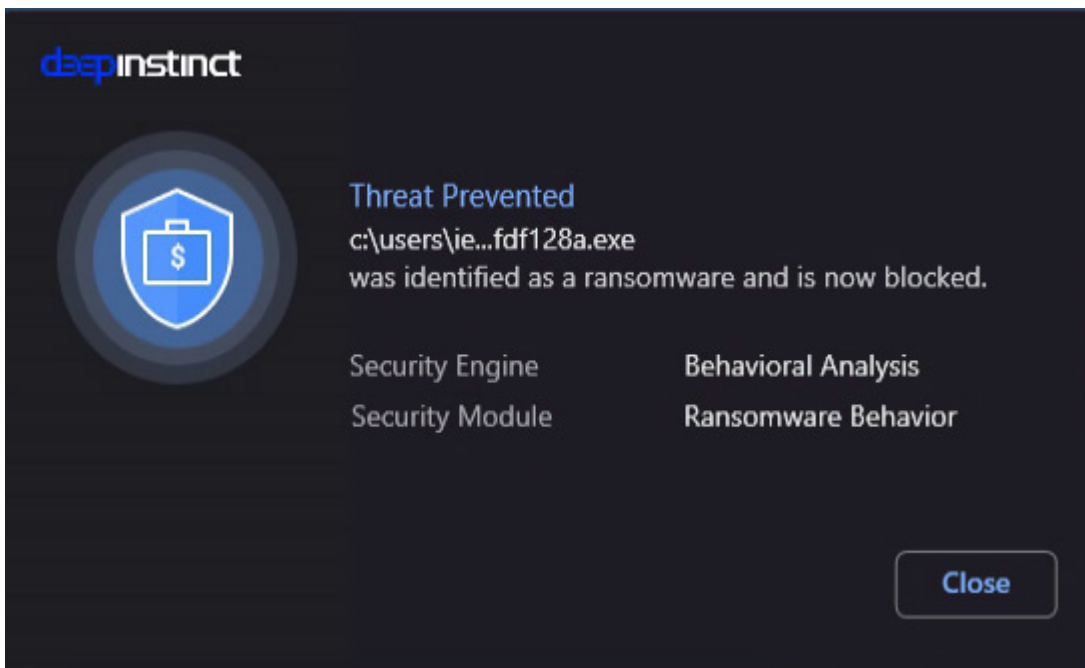 deepinstinct
$
Threat Prevented
c:\users\ie...fdf128a.exe
was identified as a ransomware and is now blocked.
Security Engine Behavioral Analysis
Security Module Ransomware Behavior
Close